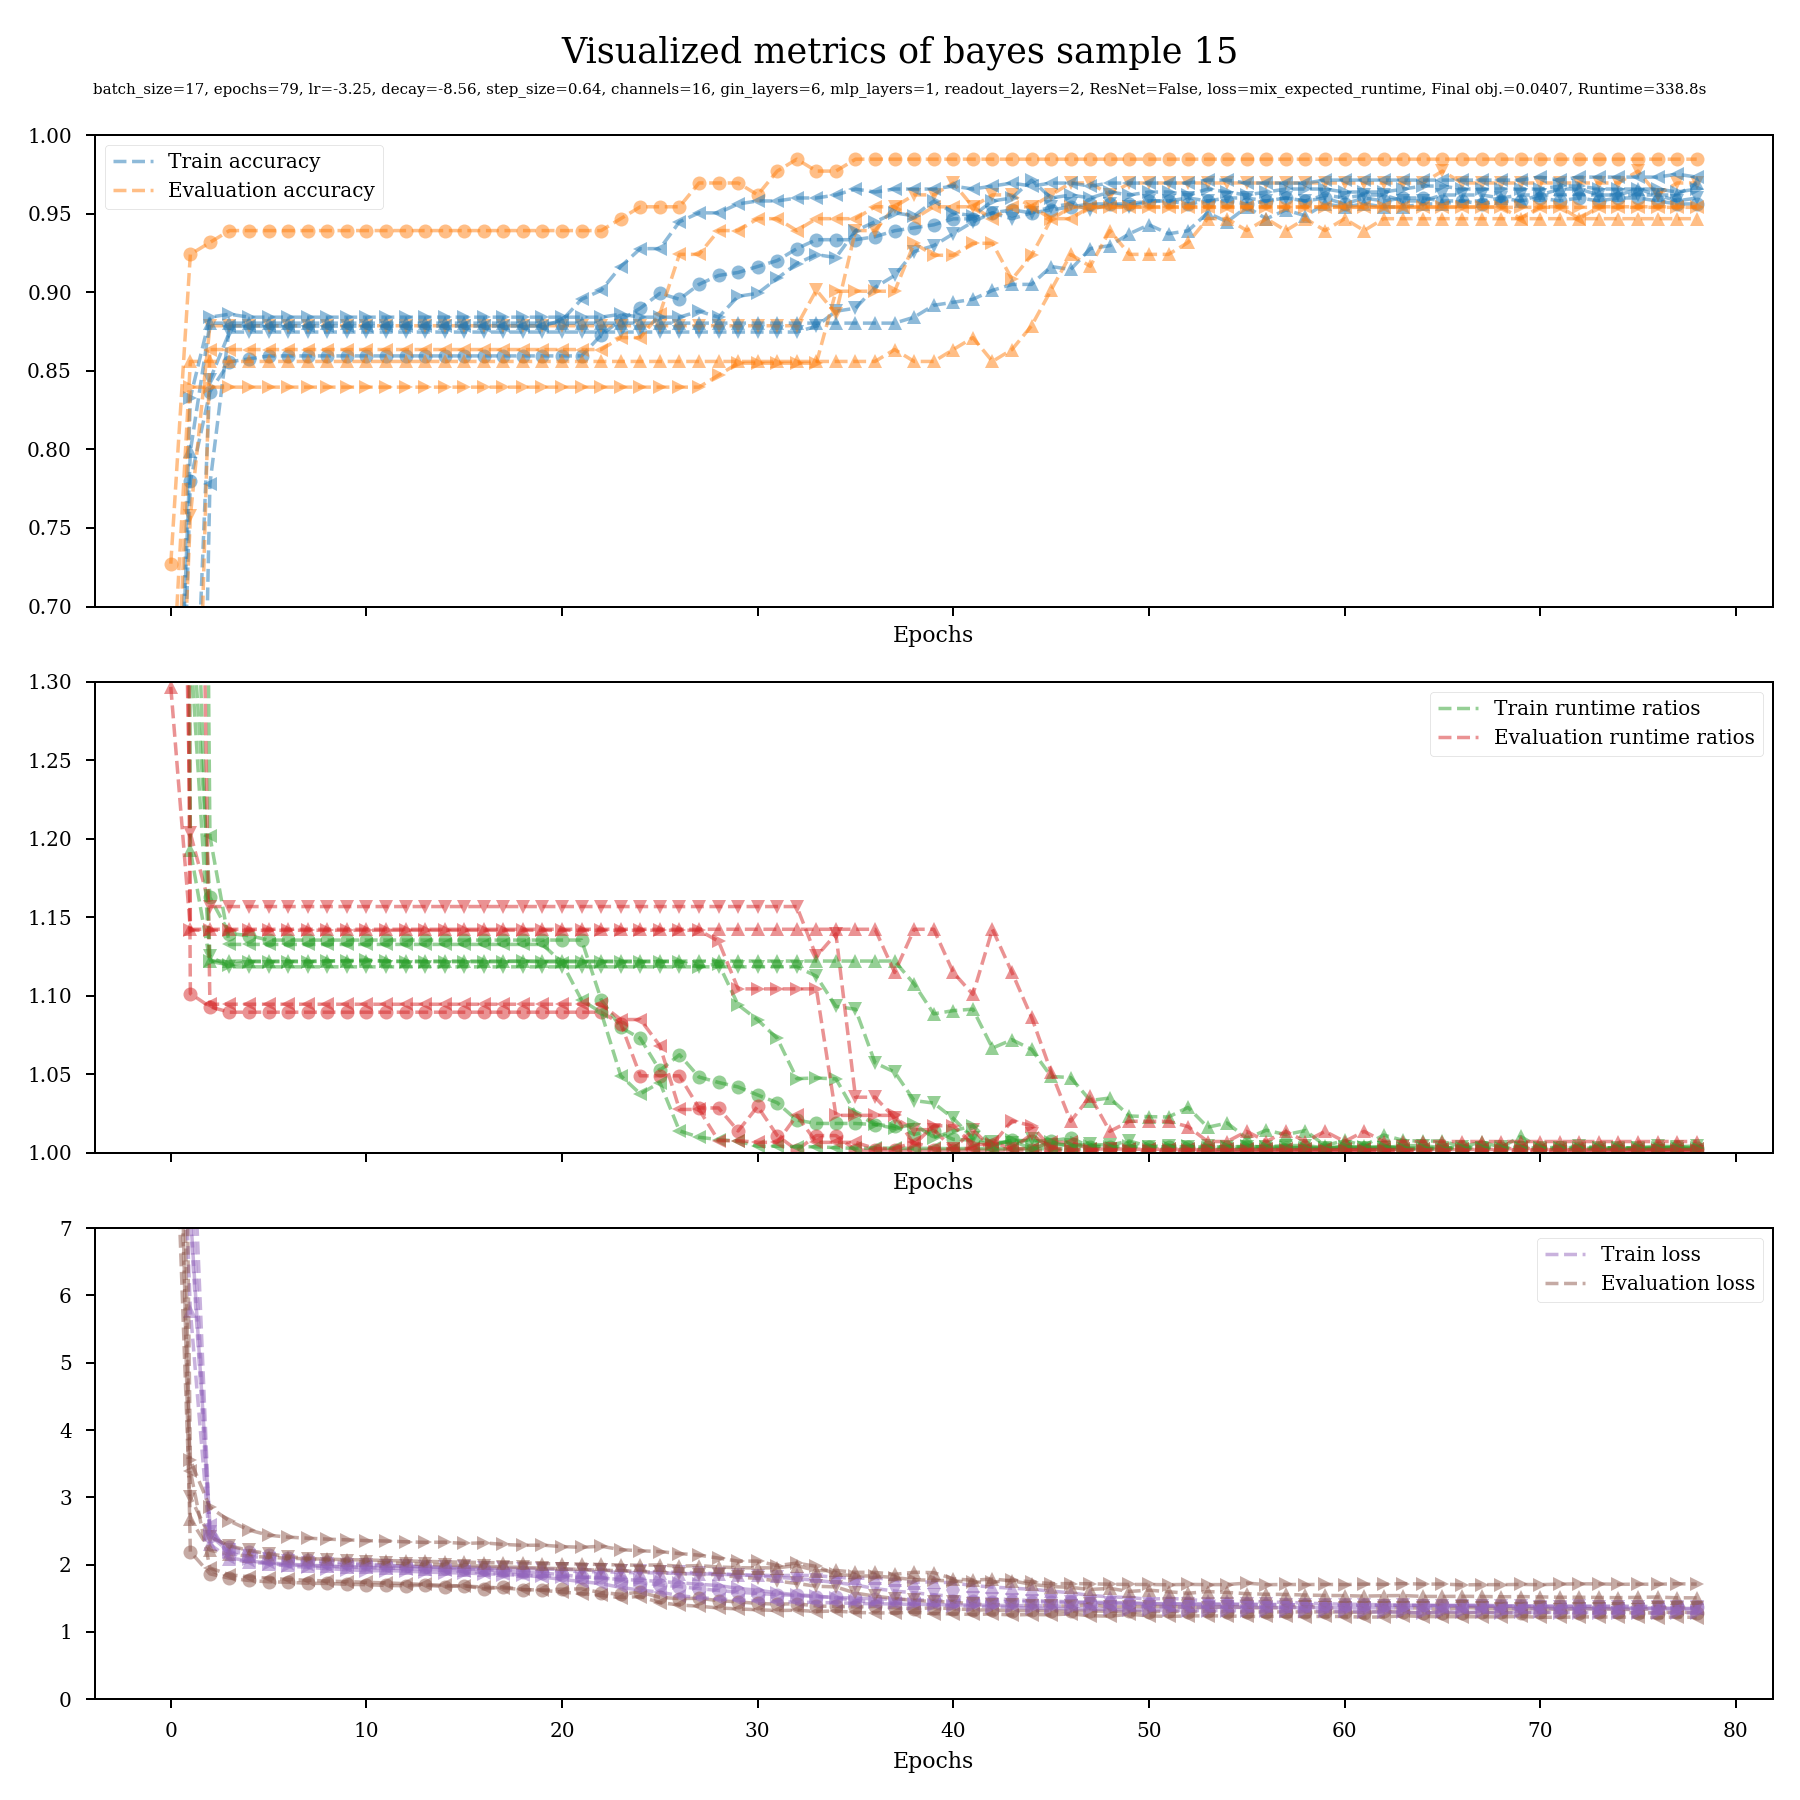 Visualized metrics of bayes sample 15
batch_size=17, epochs=79, lr=-3.25, decay=-8.56, step_size=0.64, channels=16, gin_layers=6, mlp_layers=1, readout_layers=2, ResNet=False, loss=mix_expected_runtime, Final obj.=0.0407, Runtime=338.8s
1.00
0.95
0.90
0.85
0.80
0.75
0.70
Train accuracy
Evaluation accuracy
Epochs
1.30
1.25
1.20
1.15
1.10
1.05
1.00
Train runtime ratios
Evaluation runtime ratios
Epochs
7
6
5
4
3
2
1
0
Train loss
Evaluation loss
0 10 20 30 40 50 60 70 80
Epochs